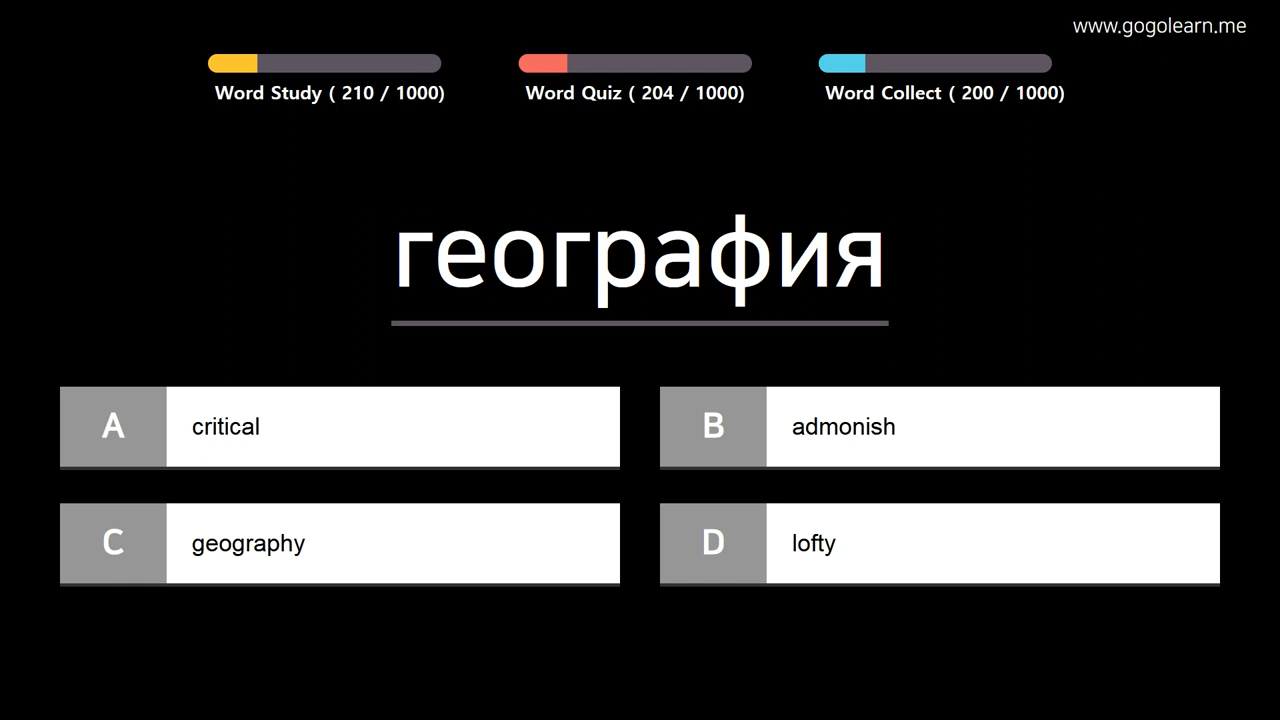 www.gogolearn.me
Word Study ( 210 / 1000)
Word Quiz ( 204 / 1000)
Word Collect ( 200 / 1000)
география
A critical
B admonish
C geography
D lofty